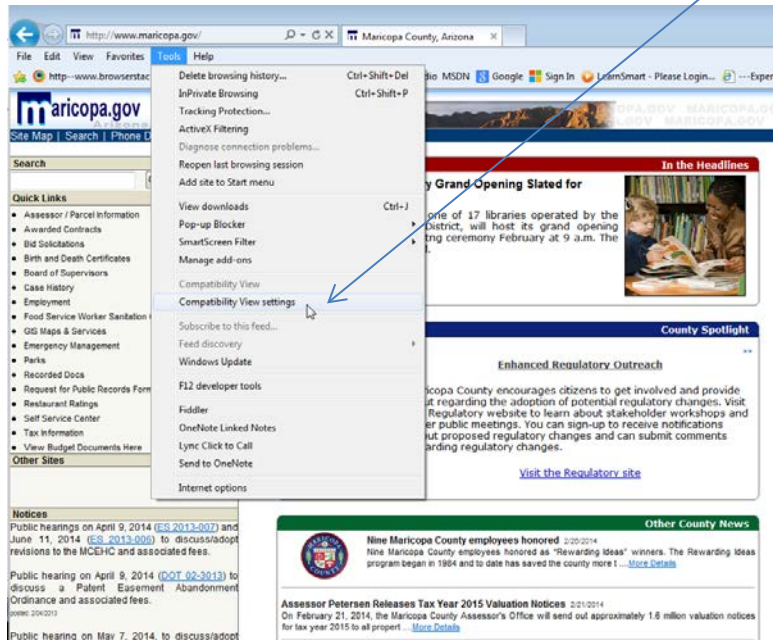 http://www.maricopa.gov/
Maricopa County, Arizona
File Edit View Favorites Tools Help
http--www.browserstac
dio MSDN Google Sign In LearnSmart - Please Login... ---Exper
Delete browsing history... Ctrl+Shift+Del
InPrivate Browsing Ctrl+Shift+P
Tracking Protection...
ActiveX Filtering
Diagnose connection problems...
Reopen last browsing session
Add site to Start menu
View downloads Ctrl+J
Pop-up Blocker
SmartScreen Filter
Manage add-ons
Compatibility View
Compatibility View settings
Subscribe to this feed...
Feed discovery
Windows Update
F12 developer tools
Fiddler
OneNote Linked Notes
Lync Click to Call
Send to OneNote
Internet options
maricopa.gov
Site Map | Search | Phone D
Search
Quick Links
Assessor / Parcel Information
Awarded Contracts
Bid Solicitations
Birth and Death Certificates
Board of Supervisors
Case History
Employment
Food Service Worker Sanitation
GIS Maps & Services
Emergency Management
Parks
Recorded Docs
Request for Public Records Form
Restaurant Ratings
Self Service Center
Tax Information
View Budget Documents Here
Other Sites
Notices
Public hearings on April 9, 2014 (ES 2013-007) and
June 11, 2014 (ES 2013-006) to discuss/adopt
revisions to the MCEHC and associated fees.
Public hearing on April 9, 2014 (DOT 02-3013) to
discuss a Patent Easement Abandonment
Ordinance and associated fees.
posted 2/04/2013
Public hearing on May 7, 2014, to discuss/adopt
In the Headlines
y Grand Opening Slated for
one of 17 libraries operated by the
District, will host its grand opening
tng ceremony February at 9 a.m. The
County Spotlight
Enhanced Regulatory Outreach
icopa County encourages citizens to get involved and provide
ut regarding the adoption of potential regulatory changes. Visit
Regulatory website to learn about stakeholder workshops and
er public meetings. You can sign-up to receive notifications
out proposed regulatory changes and can submit comments
arding regulatory changes.
Visit the Regulatory site
Other County News
Nine Maricopa County employees honored 2/25/2014
Nine Maricopa County employees honored as "Rewarding Ideas" winners. The Rewarding Ideas
program began in 1984 and to date has saved the county more t ....More Details
Assessor Petersen Releases Tax Year 2015 Valuation Notices 2/21/2014
On February 21, 2014, the Maricopa County Assessor's Office will send out approximately 1.6 million valuation notices
for tax year 2015 to all propert ....More Details